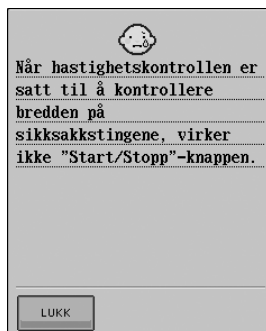 Når hastighetskontrollen er
satt til å kontrollere
bredden på
sikksakkstingene, virker
ikke ”Start/Stopp”-knappen.
LUKK